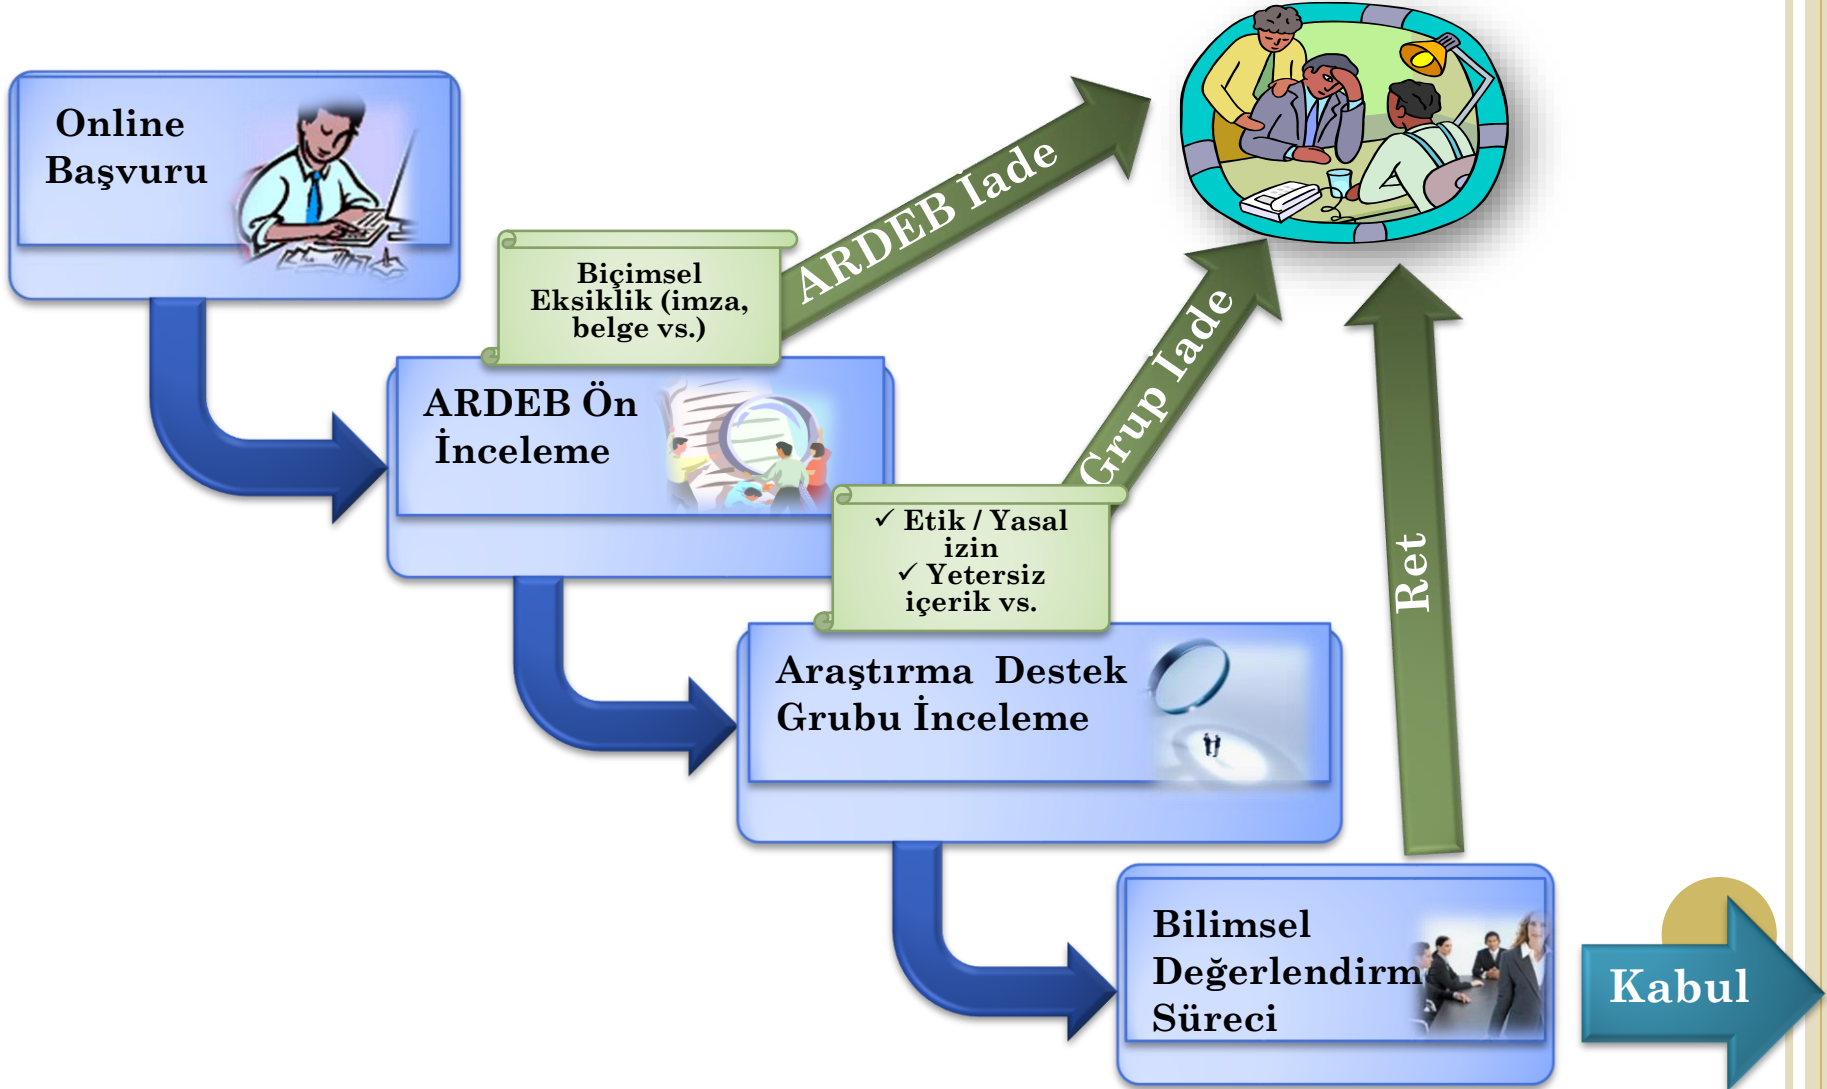 Online
Başvuru
ARDEB İade
Biçimsel
Eksiklik (imza,
belge vs.)
Grup İade
ARDEB Ön
İnceleme
✓ Etik / Yasal
izin
✓ Yetersiz
içerik vs.
Ret
Araştırma Destek
Grubu İnceleme
Bilimsel
Değerlendirm
Süreci
Kabul